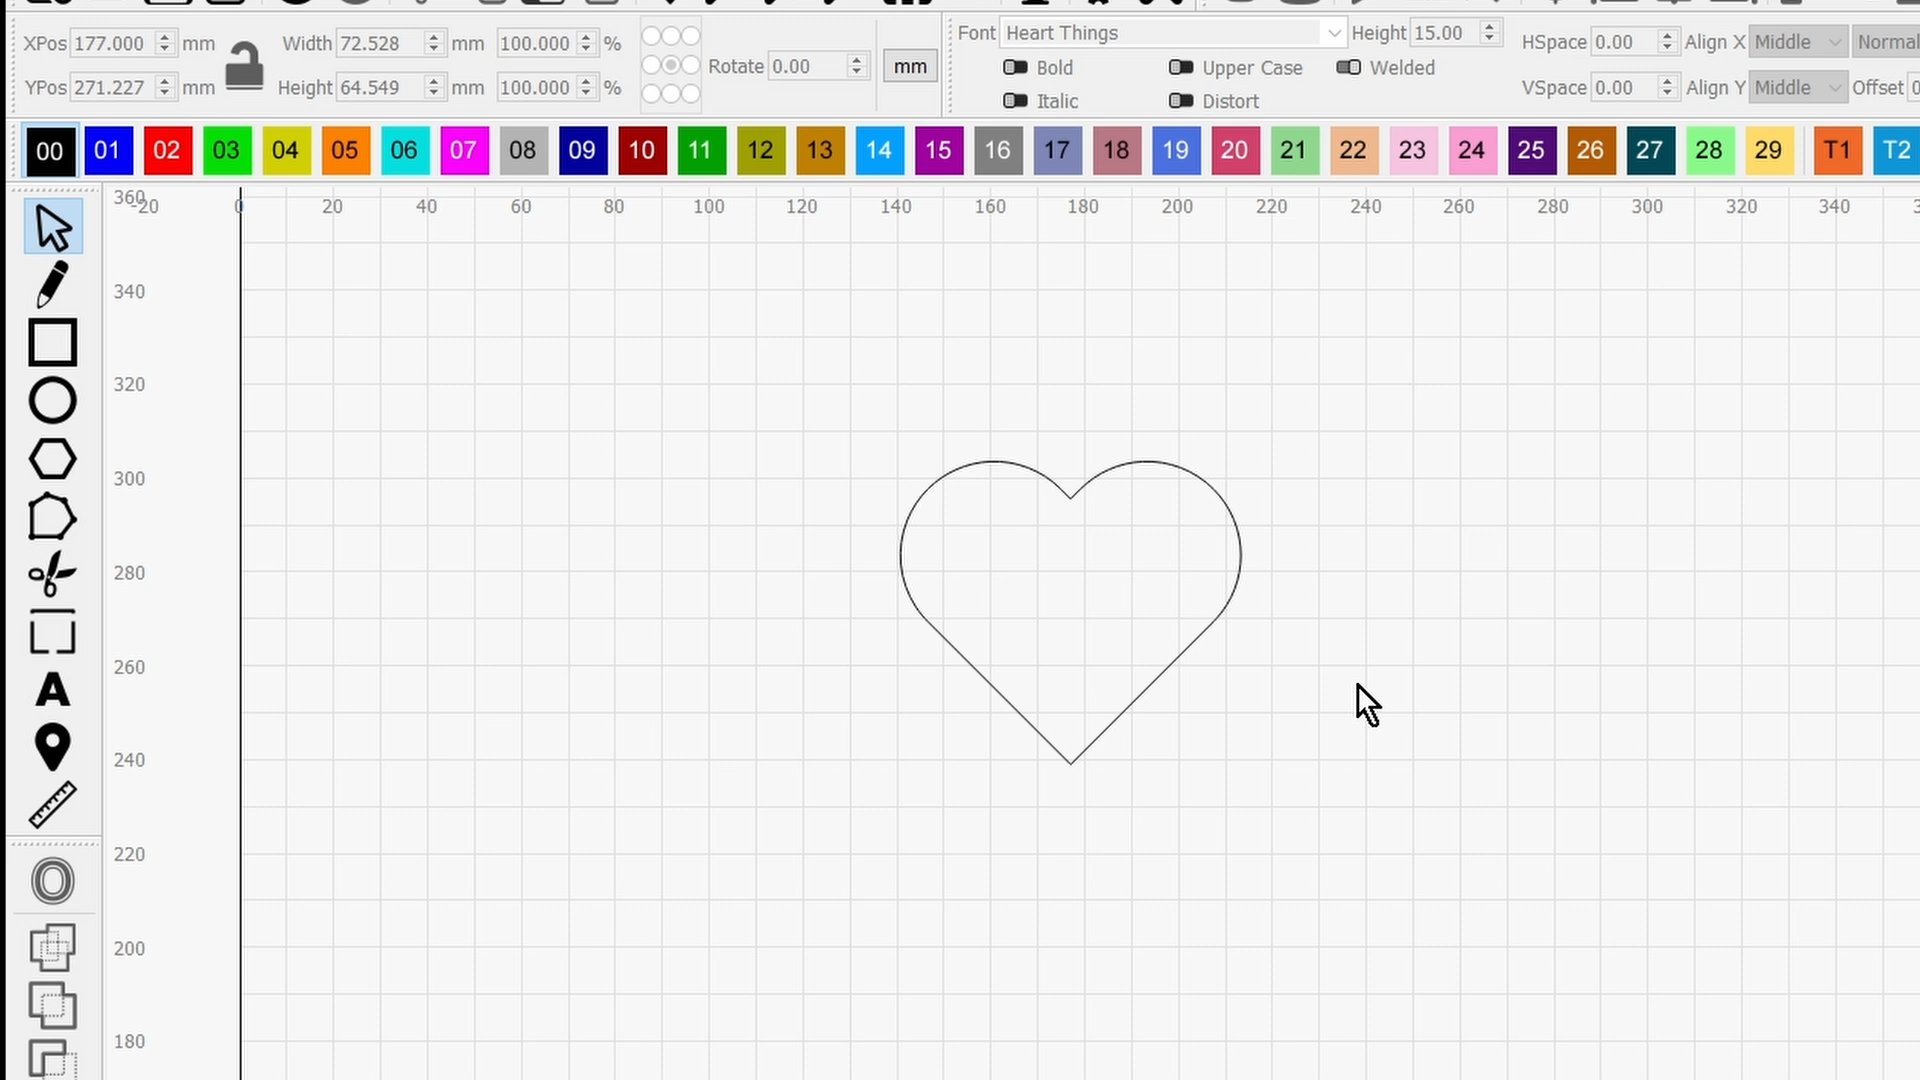 XPos 177.000 mm Width 72.528 mm 100.000 % Rotate 0.00 mm Font Heart Things Height 15.00 HSpace 0.00 Align X Middle Normal
Bold Upper Case Welded
YPos 271.227 mm Height 64.549 mm 100.000 % Italic Distort VSpace 0.00 Align Y Middle Offset 0
00 01 02 03 04 05 06 07 08 09 10 11 12 13 14 15 16 17 18 19 20 21 22 23 24 25 26 27 28 29 T1 T2
360
-20 0 20 40 60 80 100 120 140 160 180 200 220 240 260 280 300 320 340
340
320
300
280
260
240
220
200
180